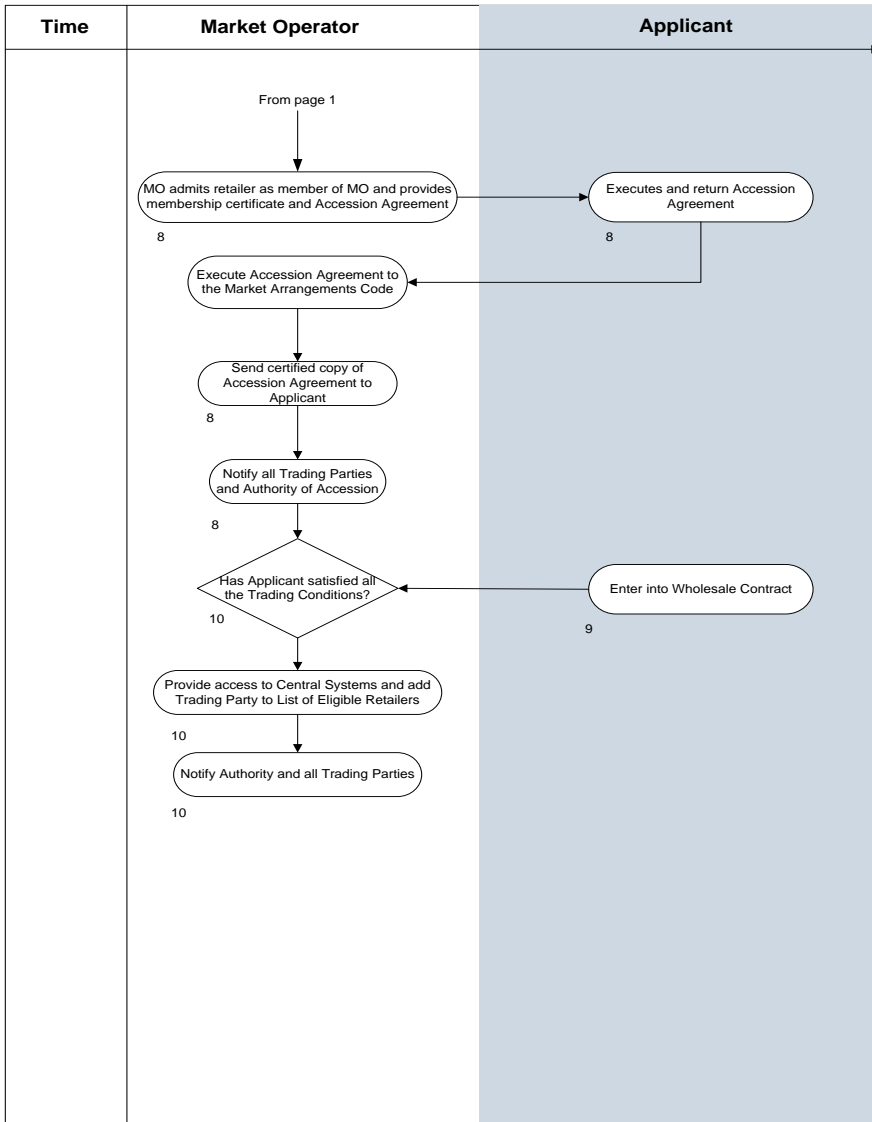 Time
Market Operator
Applicant
From page 1
MO admits retailer as member of MO and provides
membership certificate and Accession Agreement
8
Executes and return Accession
Agreement
8
Execute Accession Agreement to
the Market Arrangements Code
Send certified copy of
Accession Agreement to
Applicant
8
Notify all Trading Parties
and Authority of Accession
8
Has Applicant satisfied all
the Trading Conditions?
10
Enter into Wholesale Contract
9
Provide access to Central Systems and add
Trading Party to List of Eligible Retailers
10
Notify Authority and all Trading Parties
10